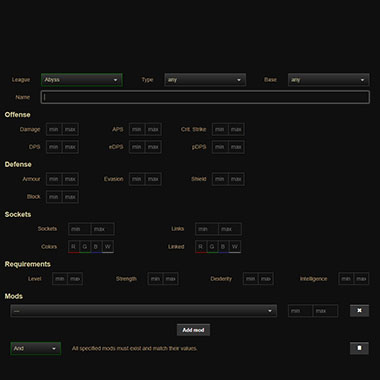 League Abyss Type any Base any
Name
Offense
Damage min max APS min max Crit. Strike min max
DPS min max eDPS min max pDPS min max
Defense
Armour min max Evasion min max Shield min max
Block min max
Sockets
Sockets min max Links min max
Colors R G B W Linked R G B W
Requirements
Level min max Strength min max Dexterity min max Intelligence min max
Mods
--- min max
Add mod
And All specified mods must exist and match their values.